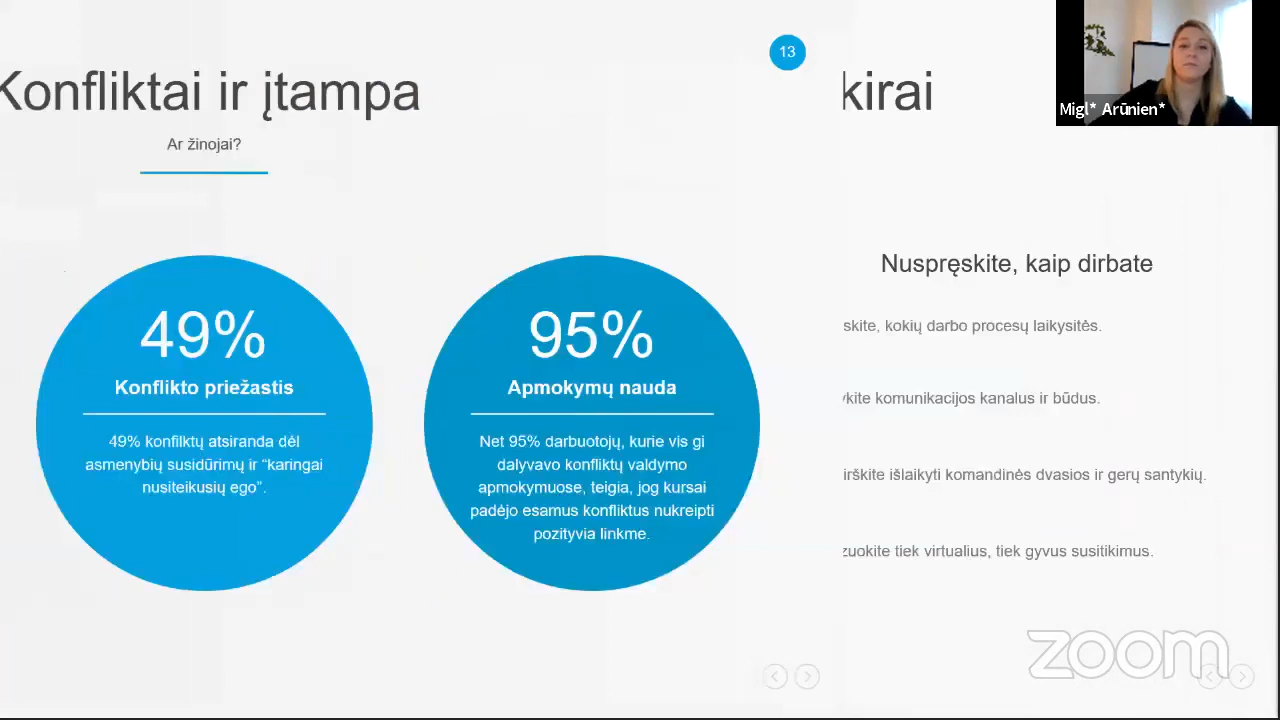 13
Konfliktai ir įtampa
Ar žinojai?
49%
Konflikto priežastis
49% konfilktų atsiranda dėl
asmenybių susidūrimų ir “karingai
nusiteikusių ego”.
95%
Apmokymų nauda
Net 95% darbuotojų, kurie vis gi
dalyvavo konfliktų valdymo
apmokymuose, teigia, jog kursai
padėjo esamus konfliktus nukreipti
pozityvia linkme.
kirai
Nuspręskite, kaip dirbate
skite, kokių darbo procesų laikysitės.
kite komunikacijos kanalus ir būdus.
irškite išlaikyti komandinės dvasios ir gerų santykių.
zuokite tiek virtualius, tiek gyvus susitikimus.
Migl* Arūnien*
zoom